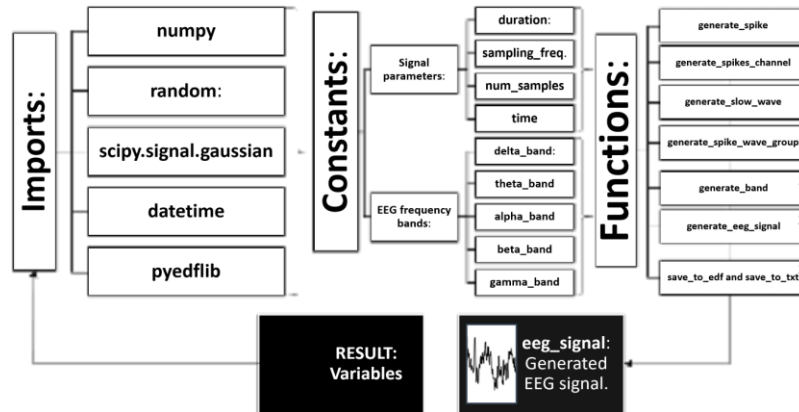 Imports:
numpy
random:
scipy.signal.gaussian
datetime
pyedflib
Constants:
Signal
parameters:
duration:
sampling_freq.
num_samples
time
EEG frequency
bands:
delta_band:
theta_band
alpha_band
beta_band
gamma_band
Functions:
generate_spike
generate_spikes_channel
generate_slow_wave
generate_spike_wave_group
generate_band
generate_eeg_signal
save_to_edf and save_to_txt
RESULT:
Variables
eeg_signal:
Generated
EEG signal.